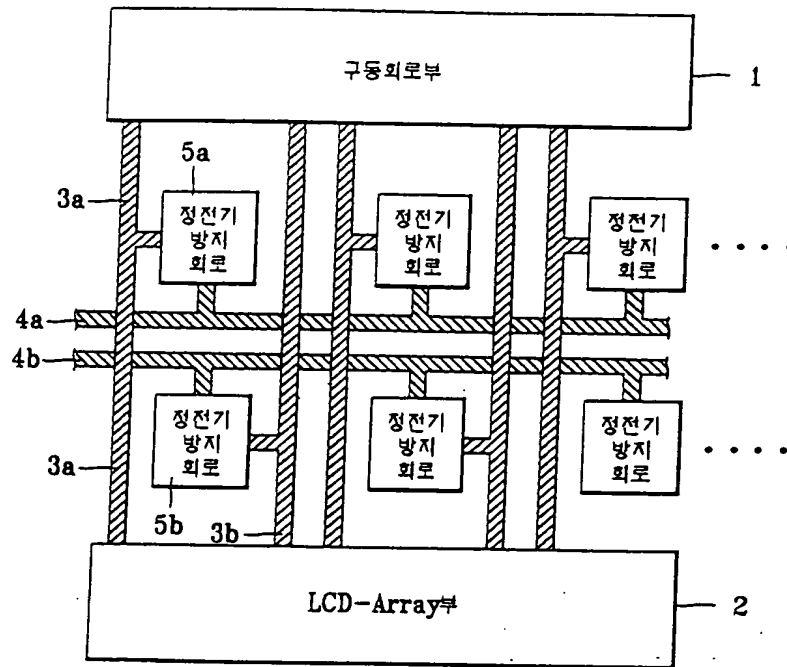 구동회로부
1
5a
3a
정전기
방지
회로
정전기
방지
회로
정전기
방지
회로
4a
4b
정전기
방지
회로
정전기
방지
회로
정전기
방지
회로
3a
5b
3b
LCD-Array부
2